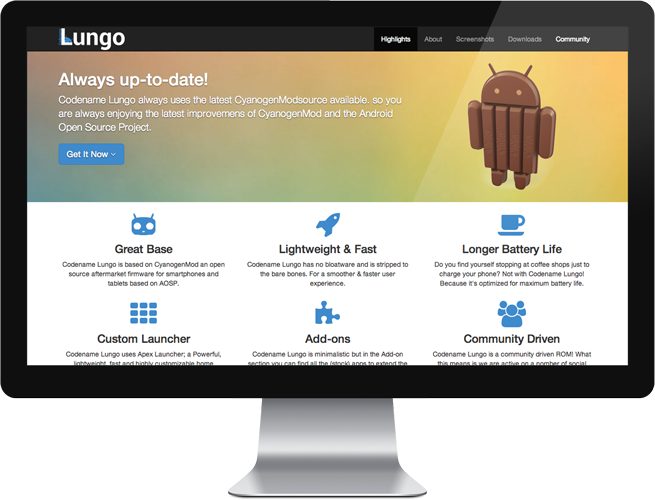 Lungo
Highlights About Screenshots Downloads Community
Always up-to-date!
Codename Lungo always uses the latest CyanogenModsource available. so you
are always enjoying the latest improvemens of CyanogenMod and the Android
Open Source Project.
Get It Now
Great Base
Codename Lungo is based on CyanogenMod an open
source aftermarket firmware for smartphones and
tablets based on AOSP.
Lightweight & Fast
Codename Lungo has no bloatware and is stripped to
the bare bones. For a smoother & faster user
experience.
Longer Battery Life
Do you find yourself stopping at coffee shops just to
charge your phone? Not with Codename Lungo!
Because it's optimized for maximum battery life.
Custom Launcher
Codename Lungo uses Apex Launcher; a Powerful,
lightweight, fast and highly customizable home
Add-ons
Codename Lungo is minimalistic but in the Add-on
section you can find all the (stock) apps to extend the
Community Driven
Codename Lungo is a community driven ROM! What
this means is we are active on a nomber of social